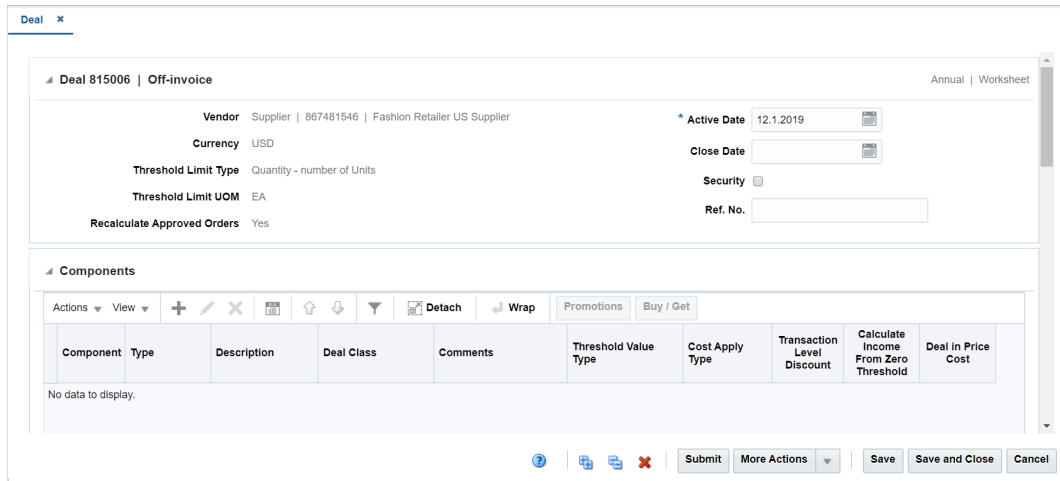 Deal
Deal 815006 | Off-invoice
Annual | Worksheet
Vendor Supplier | 867481546 | Fashion Retailer US Supplier
Currency USD
Threshold Limit Type Quantity - number of Units
Threshold Limit UOM EA
Recalculate Approved Orders Yes
* Active Date 12.1.2019
Close Date
Security
Ref. No.
Components
Actions View Detach Wrap Promotions Buy / Get
Component Type Description Deal Class Comments Threshold Value Type Cost Apply Type Transaction Level Discount Calculate Income From Zero Threshold Deal in Price Cost
No data to display.
Submit More Actions Save Save and Close Cancel